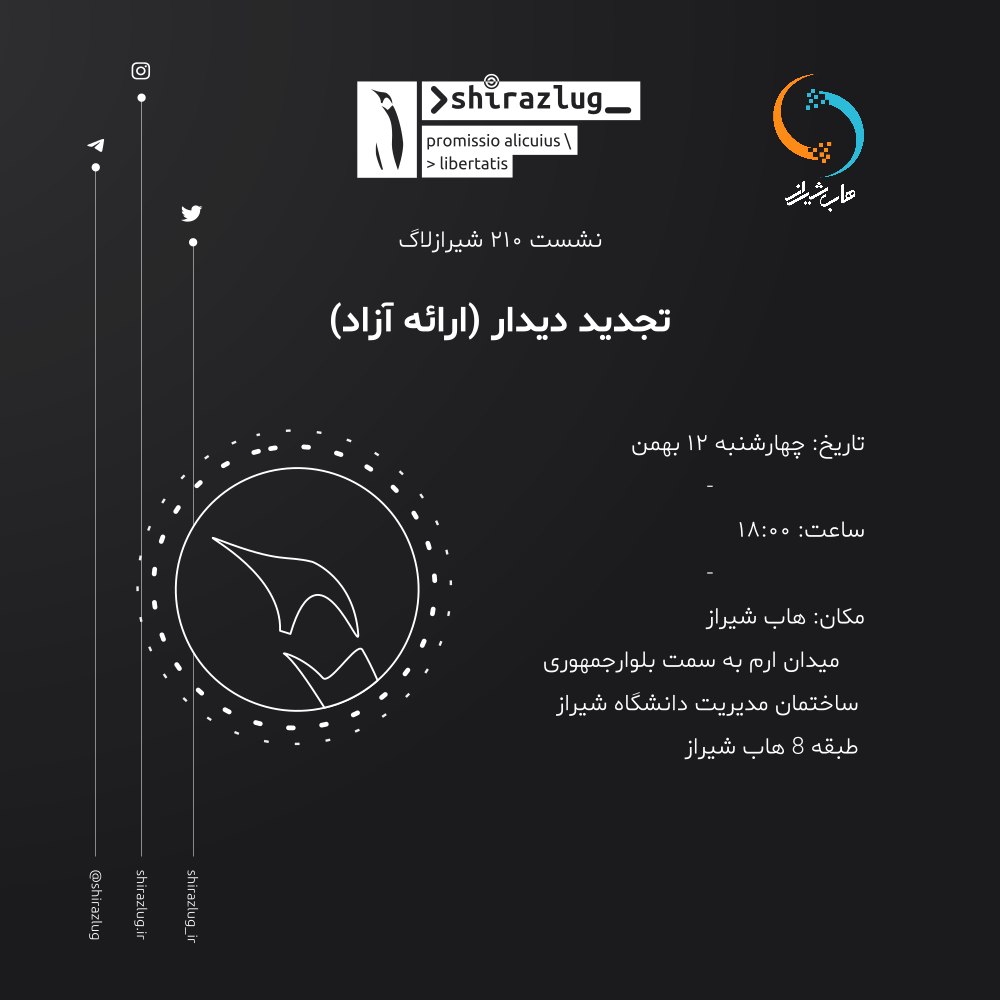 >shirazlug_
promissio alicuius \
> libertatis
هاب شیراز
نشست ۲۱۰ شیرازلاگ
تجدید دیدار (ارائه آزاد)
تاریخ: چهارشنبه ۱۲ بهمن
-
ساعت: ۱۸:۰۰
-
مکان: هاب شیراز
میدان ارم به سمت بلوارجمهوری
ساختمان مدیریت دانشگاه شیراز
طبقه 8 هاب شیراز
@shirazlug
shirazlug.ir
shirazlug_ir